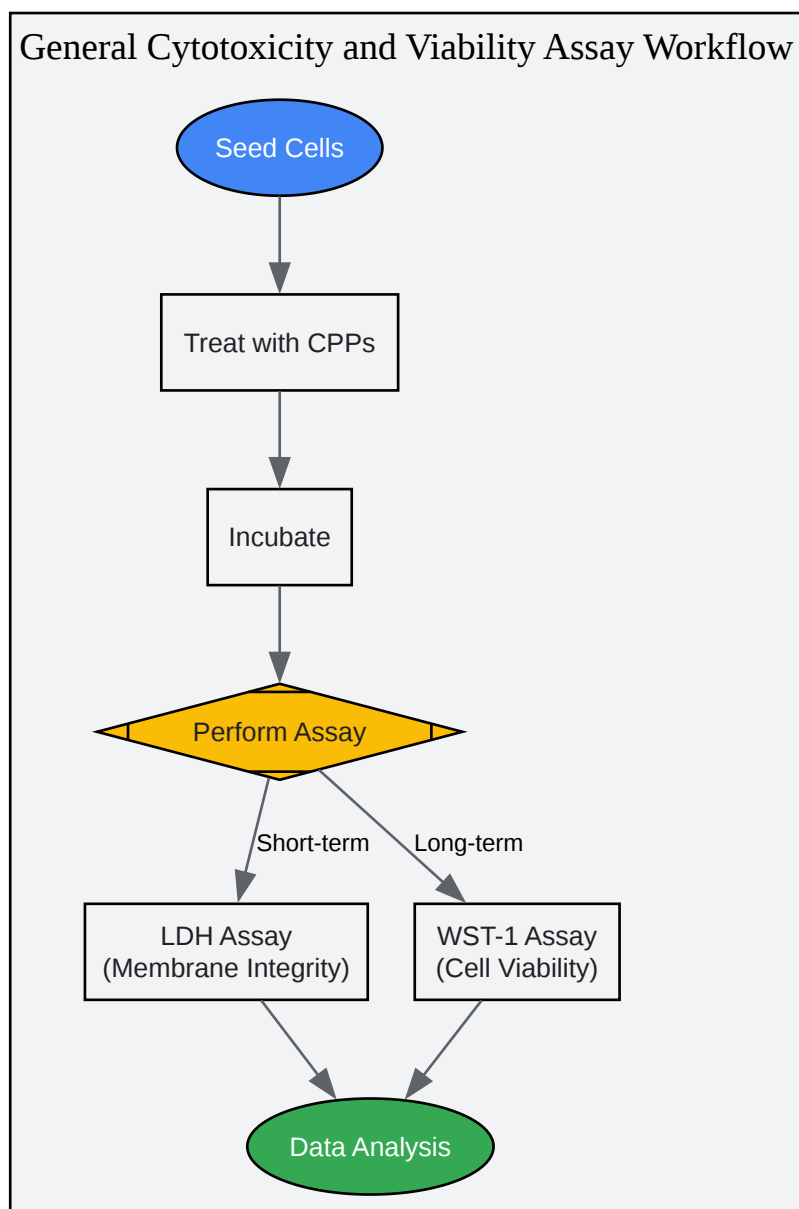 General Cytotoxicity and Viability Assay Workflow
Seed Cells
Treat with CPPs
Incubate
Perform Assay
Short-term
Long-term
LDH Assay
(Membrane Integrity)
WST-1 Assay
(Cell Viability)
Data Analysis